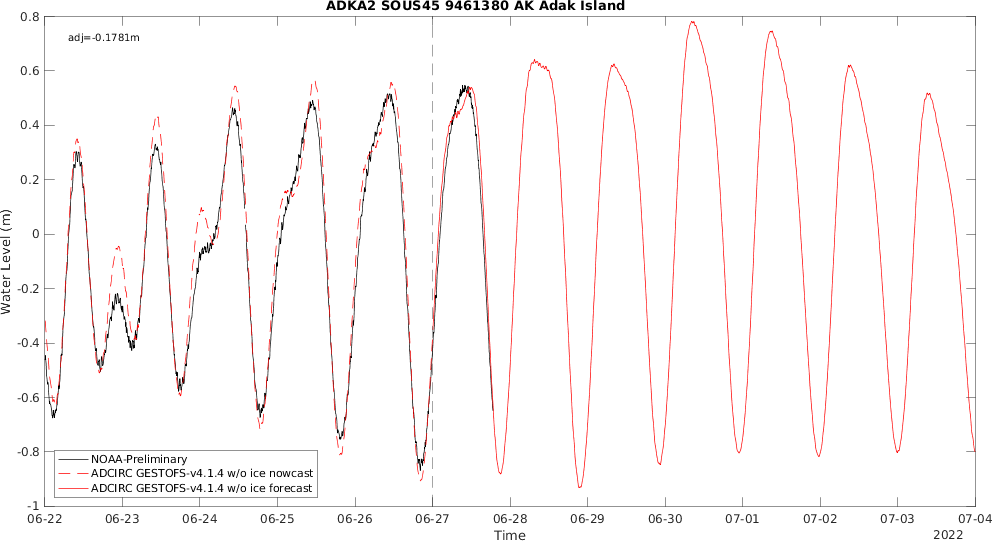 ADKA2 SOUS45 9461380 AK Adak Island
adj=-0.1781m
Water Level (m)
0.8
0.6
0.4
0.2
0
-0.2
-0.4
-0.6
-0.8
-1
NOAA-Preliminary
ADCIRC GESTOFS-v4.1.4 w/o ice nowcast
ADCIRC GESTOFS-v4.1.4 w/o ice forecast
06-22 06-23 06-24 06-25 06-26 06-27 06-28 06-29 06-30 07-01 07-02 07-03 07-04
Time
2022